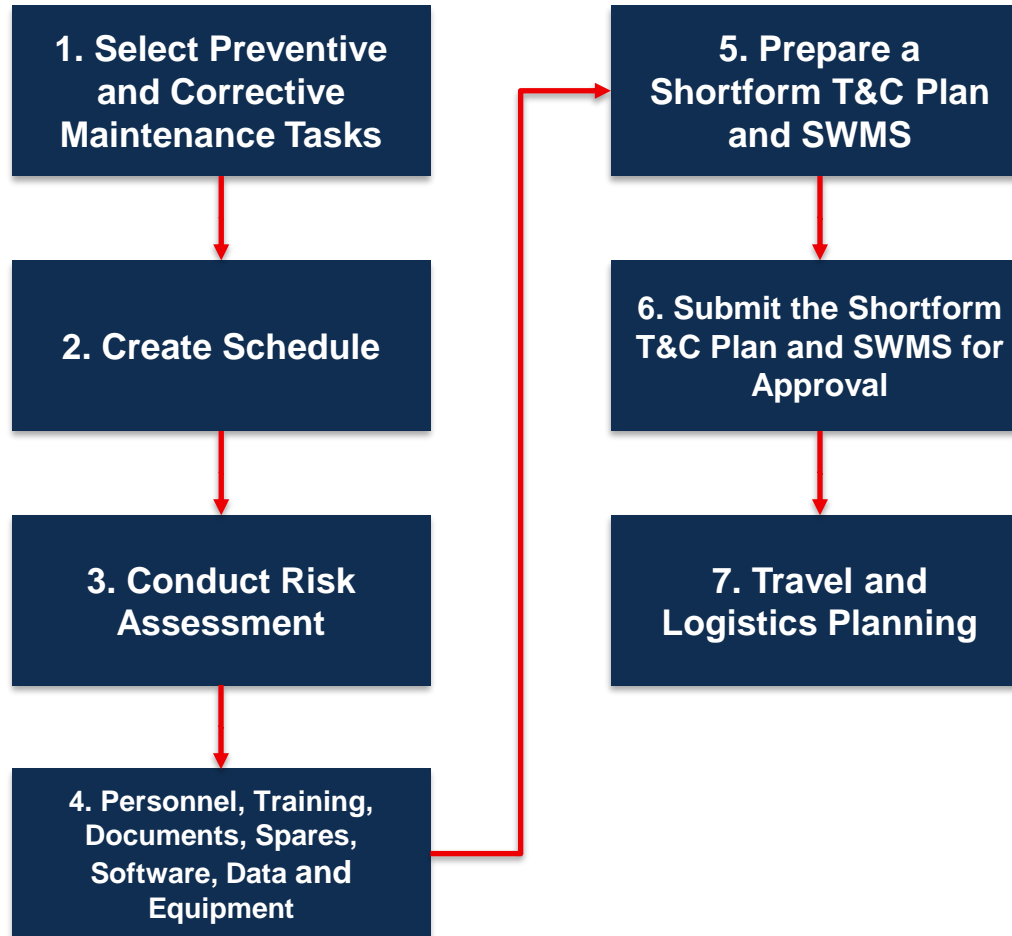 1. Select Preventive
and Corrective
Maintenance Tasks
2. Create Schedule
3. Conduct Risk
Assessment
4. Personnel, Training,
Documents, Spares,
Software, Data and
Equipment
5. Prepare a
Shortform T&C Plan
and SWMS
6. Submit the Shortform
T&C Plan and SWMS for
Approval
7. Travel and
Logistics Planning